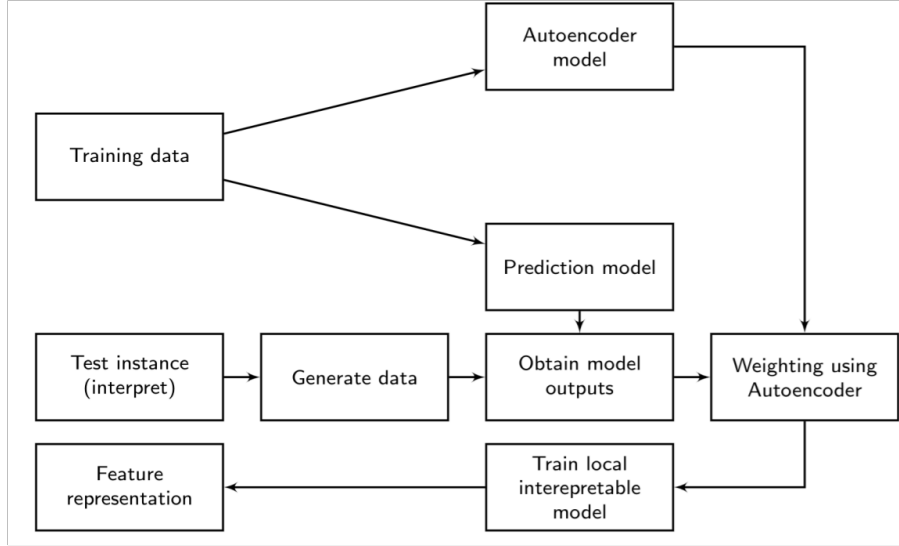 Autoencoder
model
Training data
Prediction model
Test instance
(interpret)
Generate data
Obtain model
outputs
Weighting using
Autoencoder
Feature
representation
Train local
interepretable
model